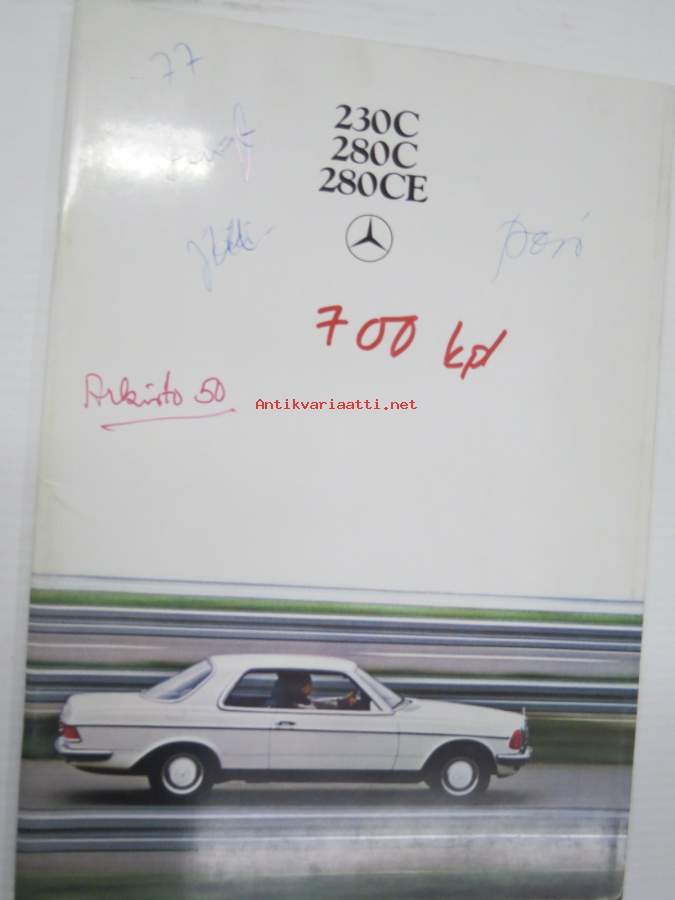 -77
230C
280C
280CE
700 kpl
Arkisto 50
Antikvariaatti.net